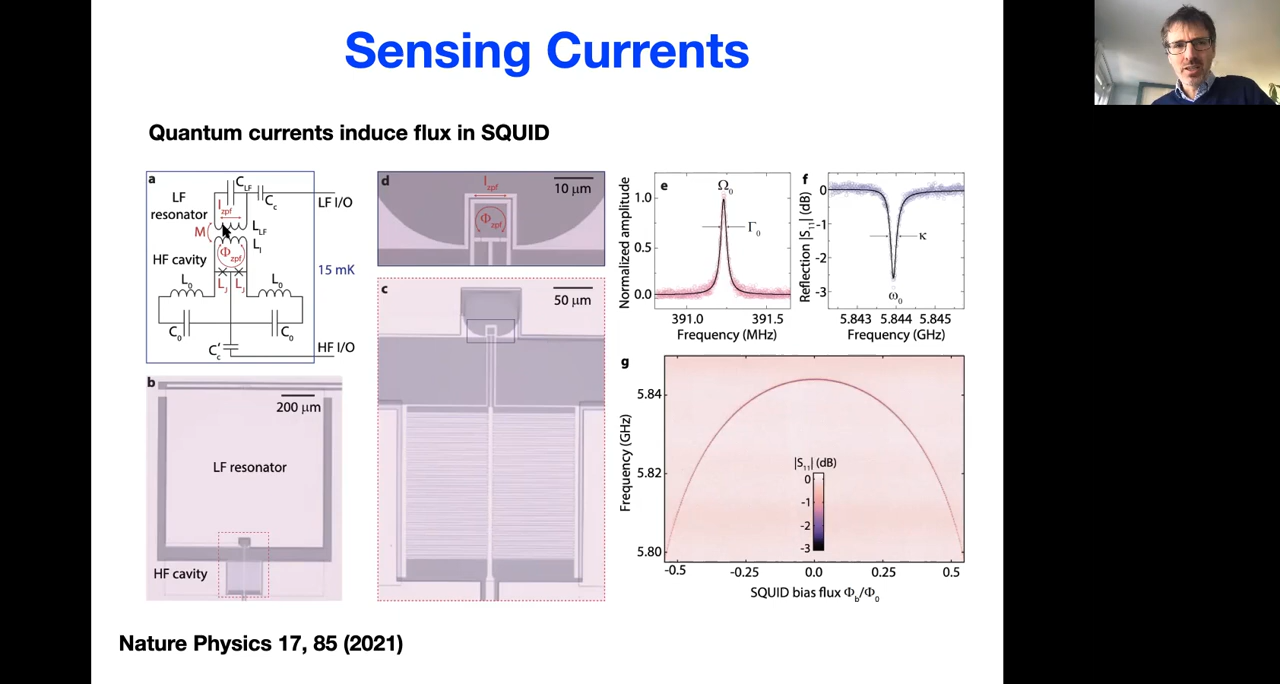 Sensing Currents
Quantum currents induce flux in SQUID
a
LF
resonator
C_LF
C_c
LF I/O
I_zpf
M
L_LF
L_i
Φ_zpf
HF cavity
15 mK
L_0
L_J
L_J
L_0
C_0
C_0
C'_c
HF I/O
b
200 μm
LF resonator
HF cavity
d
I_zpf
10 μm
Φ_zpf
c
50 μm
e
Normalized amplitude
1.0
0.5
0.0
Ω_0
Γ_0
391.0
391.5
Frequency (MHz)
f
Reflection |S_11| (dB)
0
-1
-2
-3
κ
ω_0
5.843
5.844
5.845
Frequency (GHz)
g
Frequency (GHz)
5.84
5.82
5.80
|S_11| (dB)
0
-1
-2
-3
-0.5
-0.25
0.0
0.25
0.5
SQUID bias flux Φ_b/Φ_0
Nature Physics 17, 85 (2021)